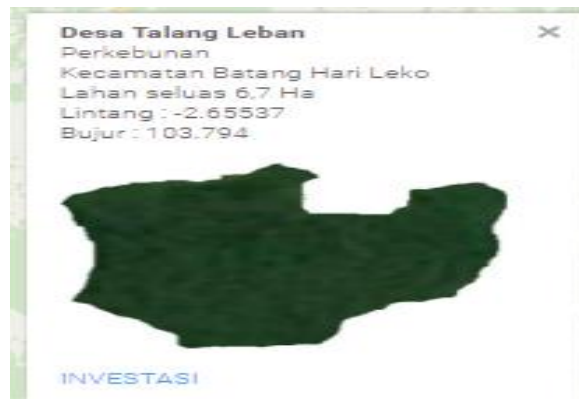 Desa Talang Leban
Perkebunan
Kecamatan Batang Hari Leko
Lahan seluas 6,7 Ha
Lintang : -2.65537
Bujur : 103.794
INVESTASI